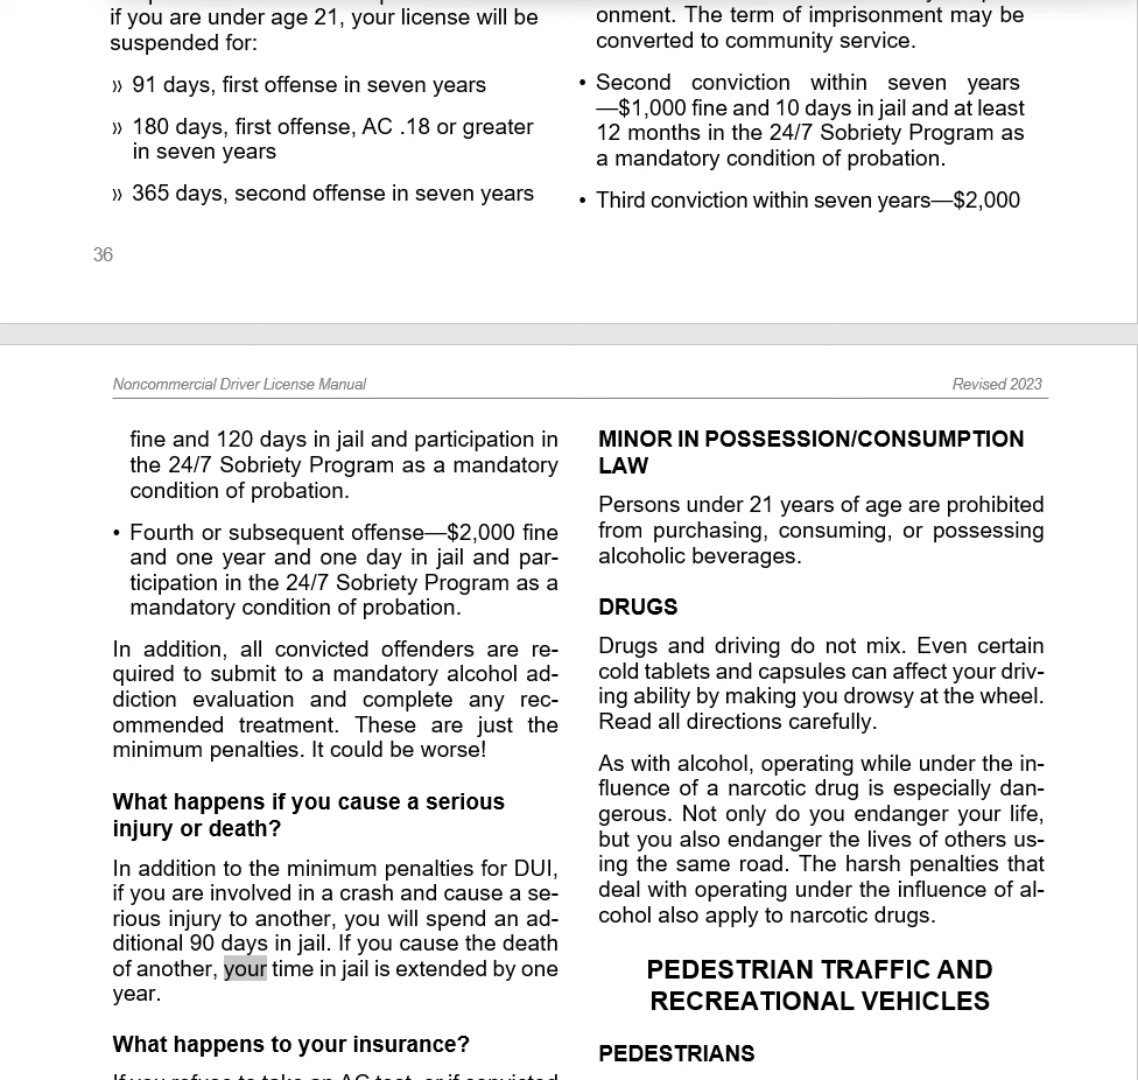 if you are under age 21, your license will be
suspended for:
» 91 days, first offense in seven years
» 180 days, first offense, AC .18 or greater
in seven years
» 365 days, second offense in seven years
onment. The term of imprisonment may be
converted to community service.
• Second conviction within seven years
—$1,000 fine and 10 days in jail and at least
12 months in the 24/7 Sobriety Program as
a mandatory condition of probation.
• Third conviction within seven years—$2,000
36
Noncommercial Driver License Manual
Revised 2023
fine and 120 days in jail and participation in
the 24/7 Sobriety Program as a mandatory
condition of probation.
• Fourth or subsequent offense—$2,000 fine
and one year and one day in jail and par-
ticipation in the 24/7 Sobriety Program as a
mandatory condition of probation.
In addition, all convicted offenders are re-
quired to submit to a mandatory alcohol ad-
diction evaluation and complete any rec-
ommended treatment. These are just the
minimum penalties. It could be worse!
What happens if you cause a serious
injury or death?
In addition to the minimum penalties for DUI,
if you are involved in a crash and cause a se-
rious injury to another, you will spend an ad-
ditional 90 days in jail. If you cause the death
of another, your time in jail is extended by one
year.
What happens to your insurance?
If you refuse to take an AC test, or if convicted
MINOR IN POSSESSION/CONSUMPTION
LAW
Persons under 21 years of age are prohibited
from purchasing, consuming, or possessing
alcoholic beverages.
DRUGS
Drugs and driving do not mix. Even certain
cold tablets and capsules can affect your driv-
ing ability by making you drowsy at the wheel.
Read all directions carefully.
As with alcohol, operating while under the in-
fluence of a narcotic drug is especially dan-
gerous. Not only do you endanger your life,
but you also endanger the lives of others us-
ing the same road. The harsh penalties that
deal with operating under the influence of al-
cohol also apply to narcotic drugs.
PEDESTRIAN TRAFFIC AND
RECREATIONAL VEHICLES
PEDESTRIANS